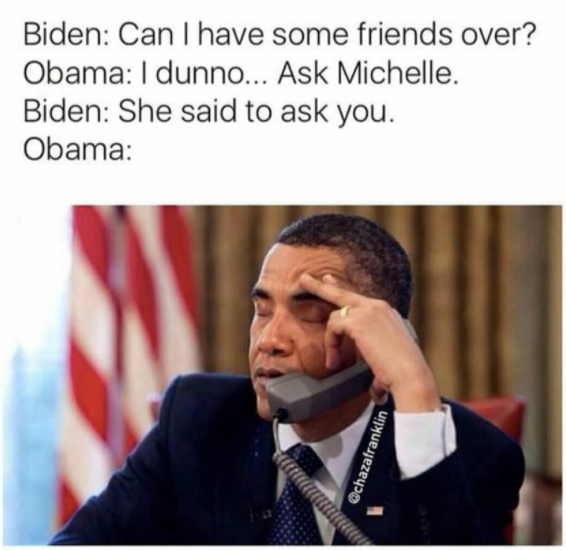 Biden: Can I have some friends over?
Obama: I dunno... Ask Michelle.
Biden: She said to ask you.
Obama:
@chazafranklin